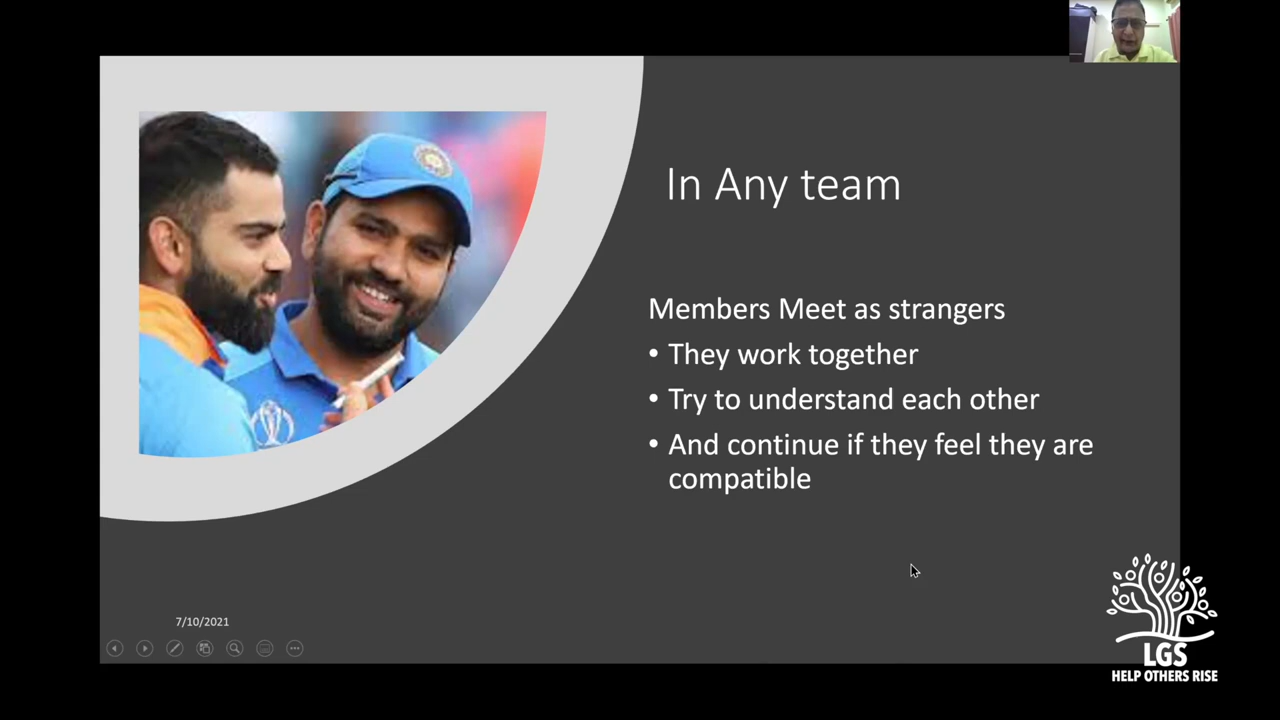 In Any team
Members Meet as strangers
• They work together
• Try to understand each other
• And continue if they feel they are
compatible
7/10/2021
LGS
HELP OTHERS RISE